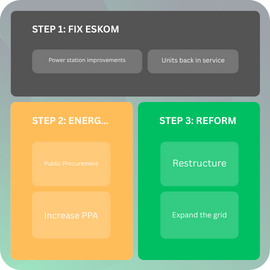 STEP 1: FIX ESKOM
Power station improvements
Units back in service
STEP 2: ENERG...
STEP 3: REFORM
Public Procurement
Restructure
Increase PPA
Expand the grid